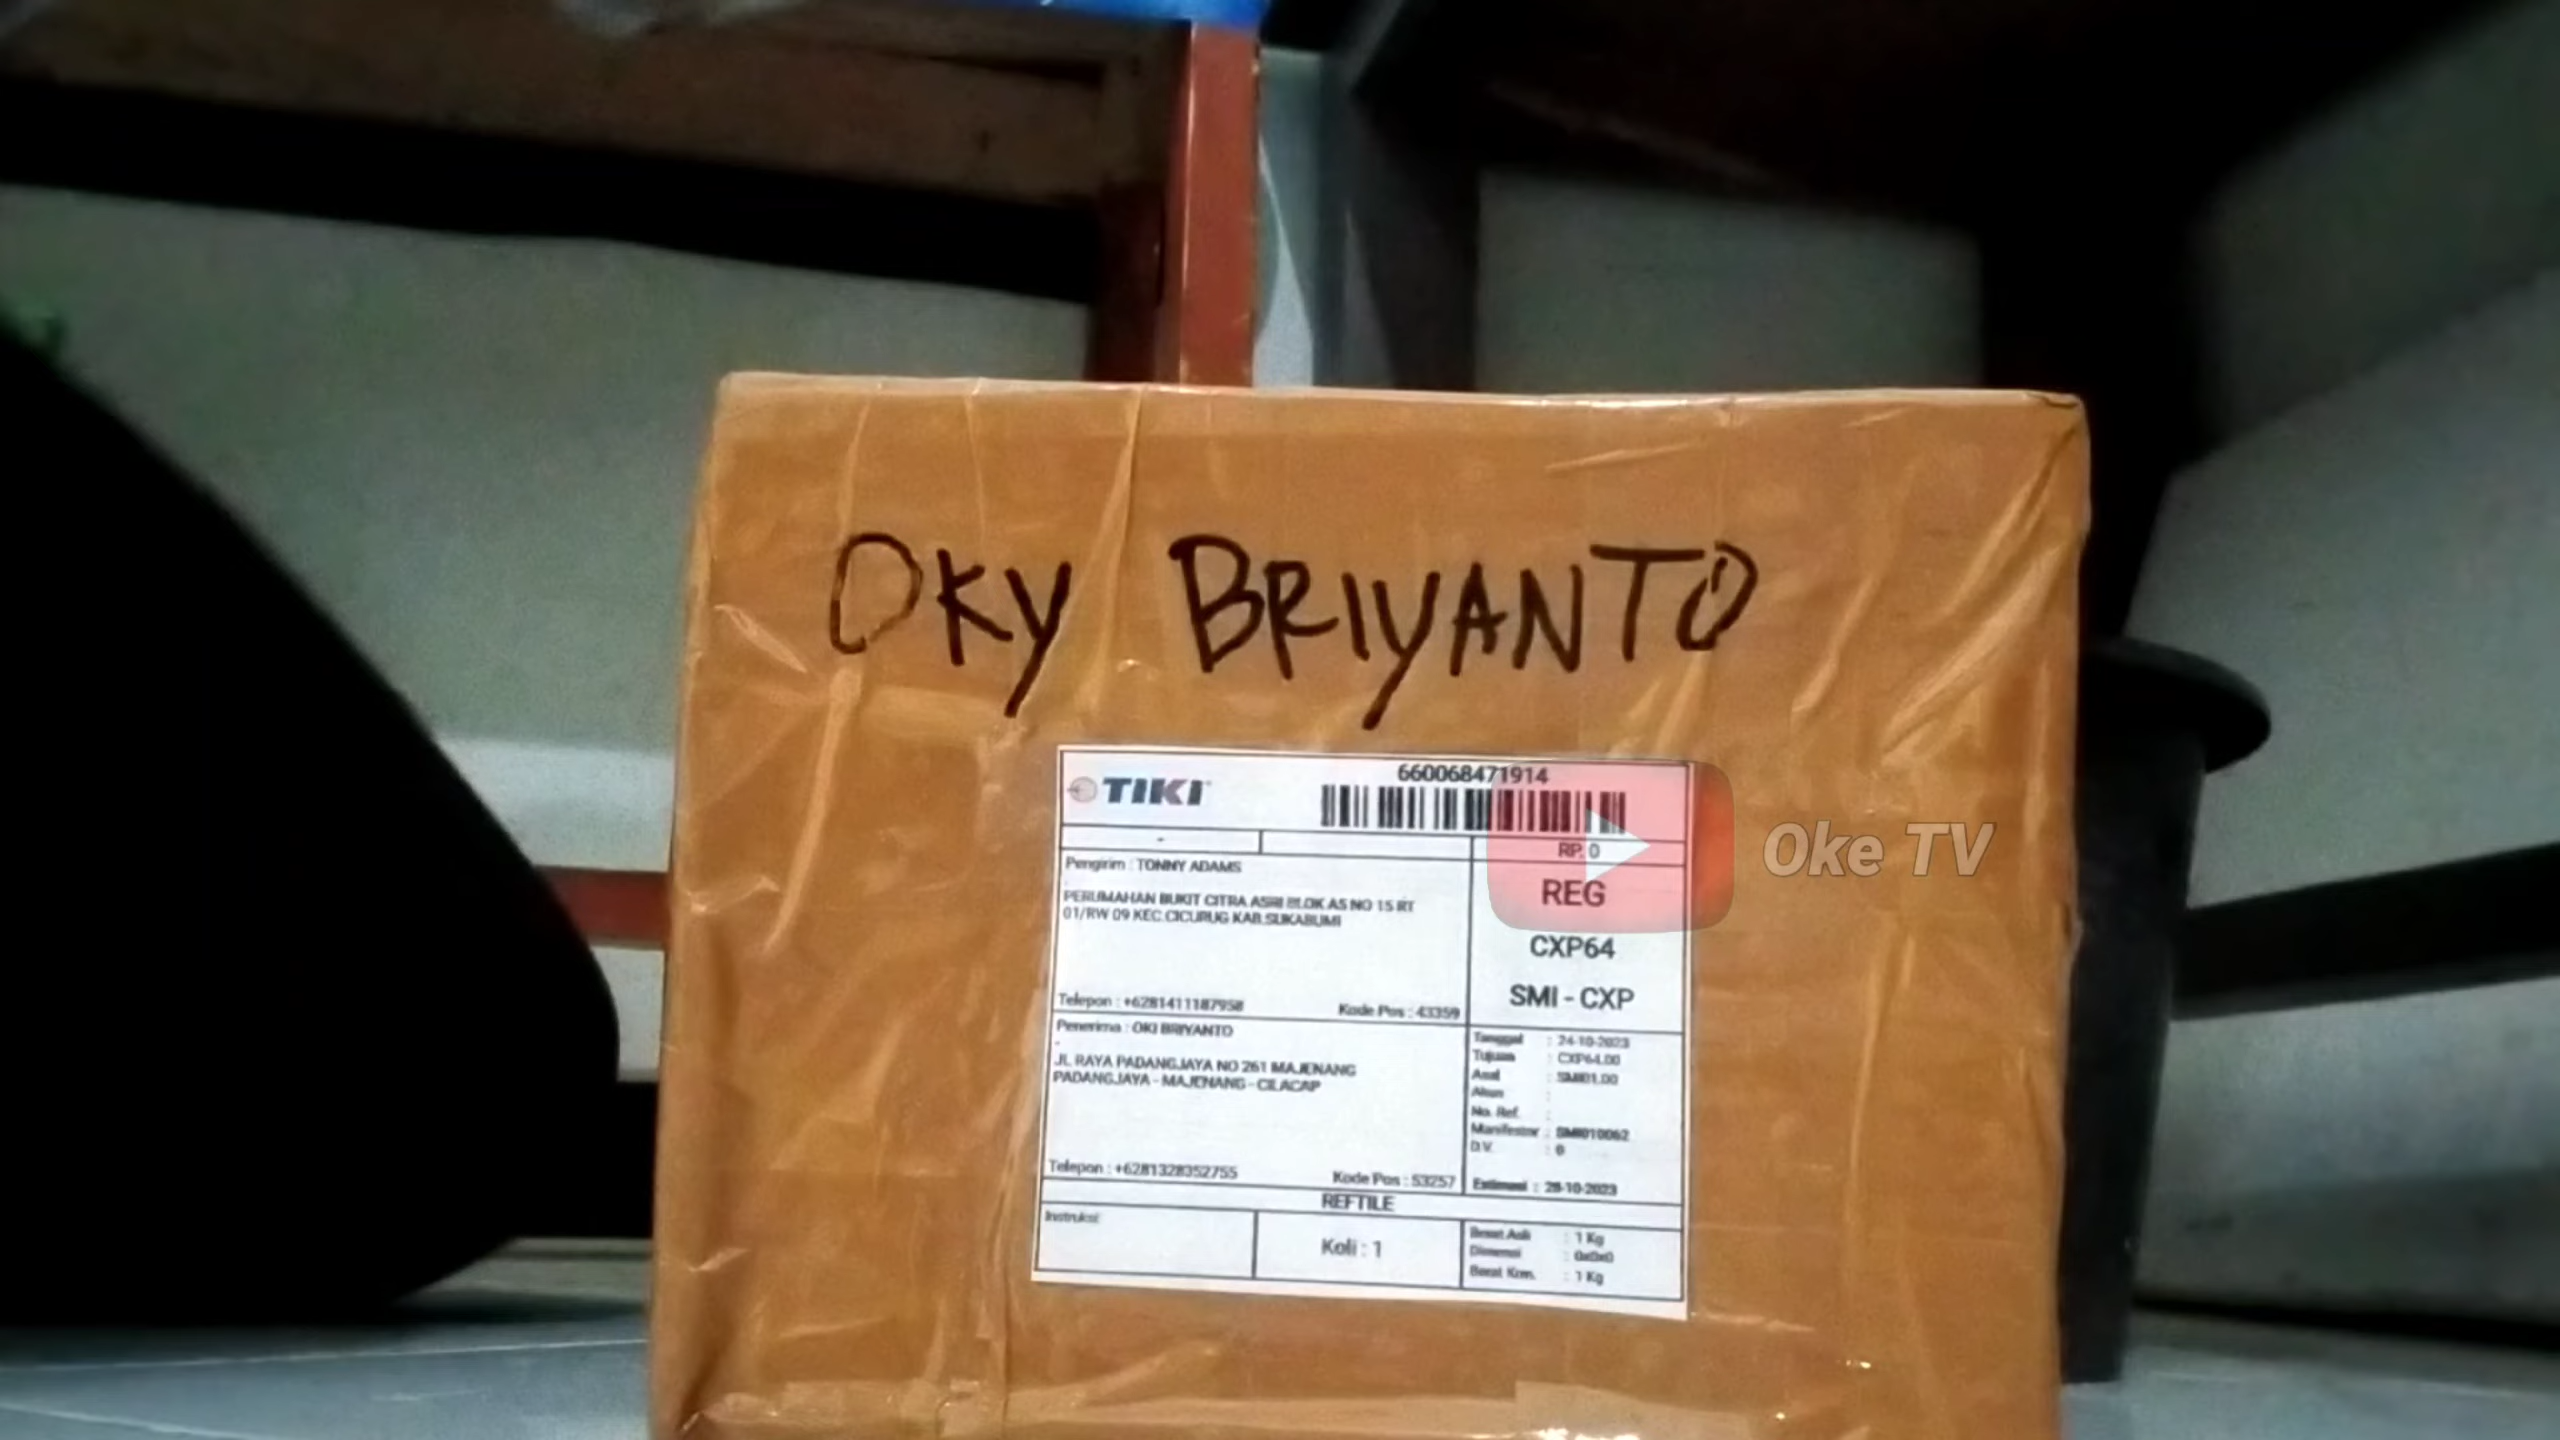 OKY BRIYANTO
TIKI
660068471914
-
RP. 0
Pengirim : TONNY ADAMS
PERUMAHAN BUKIT CITRA ASRI BLOK A5 NO 15 RT
01/RW 09 KEC.CICURUG KAB.SUKABUMI
Telepon : +6281411187958
Kode Pos : 43359
REG
CXP64
SMI - CXP
Oke TV
Penerima : OKI BRIYANTO
-
JL RAYA PADANGJAYA NO 261 MAJENANG
PADANGJAYA - MAJENANG - CILACAP
Telepon : +6281328352755
Kode Pos : 53257
Tanggal : 24-10-2023
Tujuan : CXP64.00
Asal : SMI01.00
Akun :
No. Ref. :
Manifestnr : SMI010062
D.V. : 0
Estimasi : 28-10-2023
REFTILE
Instruksi:
Koli : 1
Berat Asli : 1 Kg
Dimensi : 0x0x0
Berat Kon. : 1 Kg